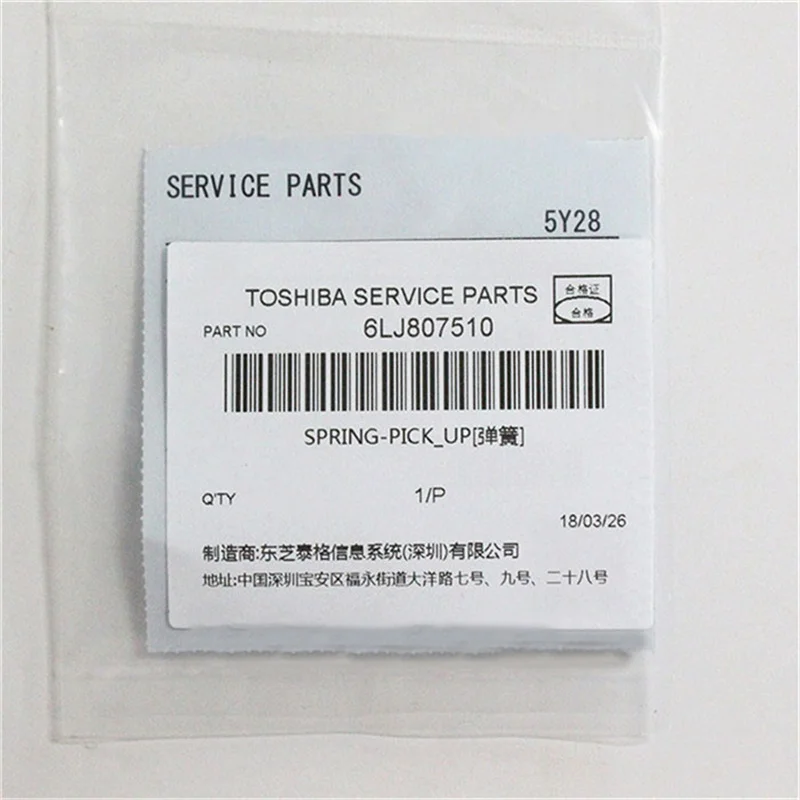 SERVICE PARTS
5Y28
TOSHIBA SERVICE PARTS
合格证
合格
PART NO 6LJ807510
SPRING-PICK_UP[弹簧]
Q'TY 1/P
18/03/26
制造商:东芝泰格信息系统(深圳)有限公司
地址:中国深圳宝安区福永街道大洋路七号、九号、二十八号